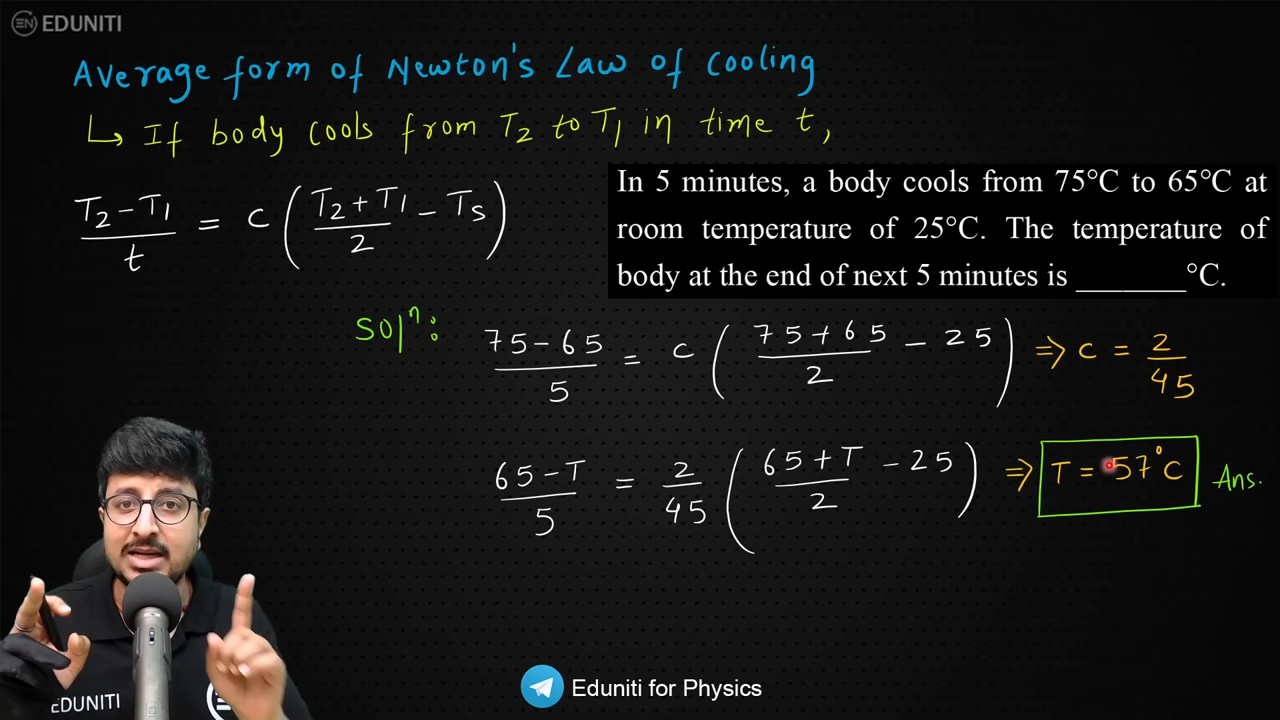 EN EDUNITI
Average form of Newton's Law of Cooling
↳ If body cools from T₂ to T₁ in time t,
(T₂ - T₁)/t = c ((T₂ + T₁)/2 - Ts)
In 5 minutes, a body cools from 75°C to 65°C at
room temperature of 25°C. The temperature of
body at the end of next 5 minutes is _______°C.
Solⁿ:
(75 - 65)/5 = c ((75 + 65)/2 - 25) ⇒ c = 2/45
(65 - T)/5 = 2/45 ((65 + T)/2 - 25) ⇒ T = 57°C Ans.
EDUNITI
Eduniti for Physics